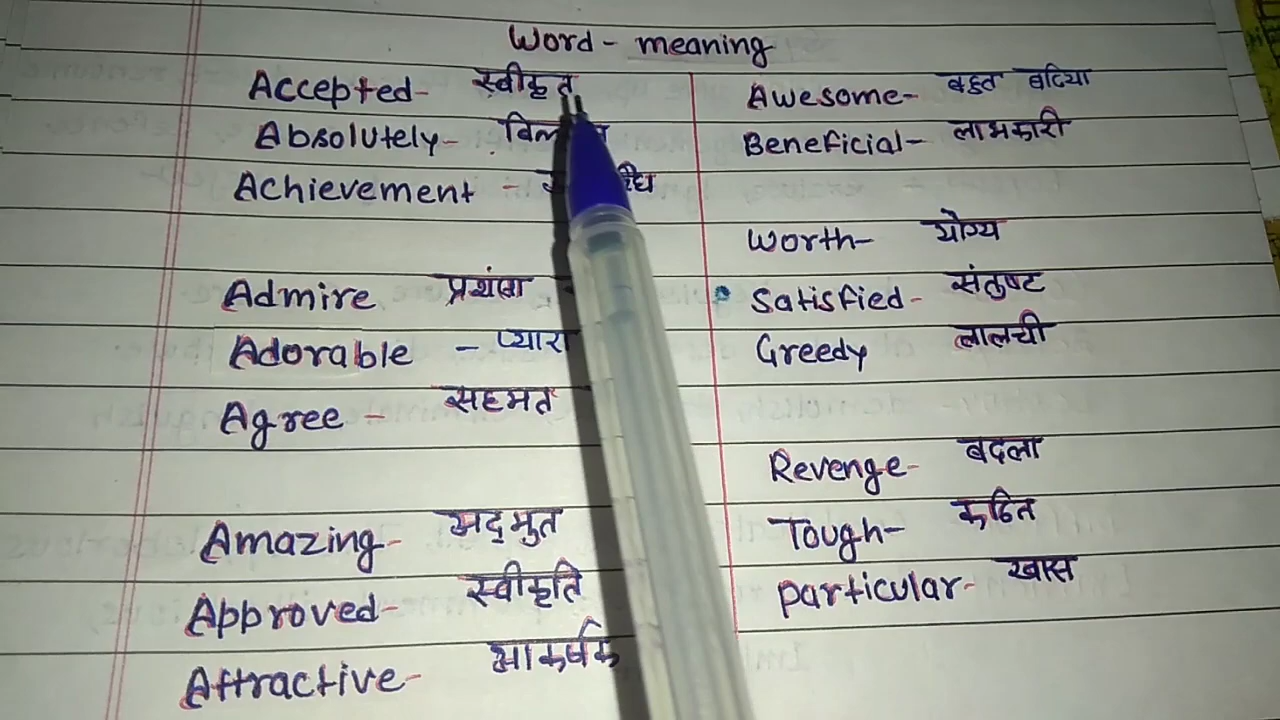 Word - meaning
Accepted- स्वीकृत
Absolutely-
Achievement -
Admire प्रशंसा
Adorable - प्यारा
Agree - सहमत
Amazing- अद्भुत
Approved- स्वीकृति
Attractive- आकर्षक
Awesome- बहुत बढिया
Beneficial- लाभकारी
Worth- योग्य
Satisfied- संतुष्ट
Greedy लालची
Revenge- बदला
Tough- कठिन
particular- खास